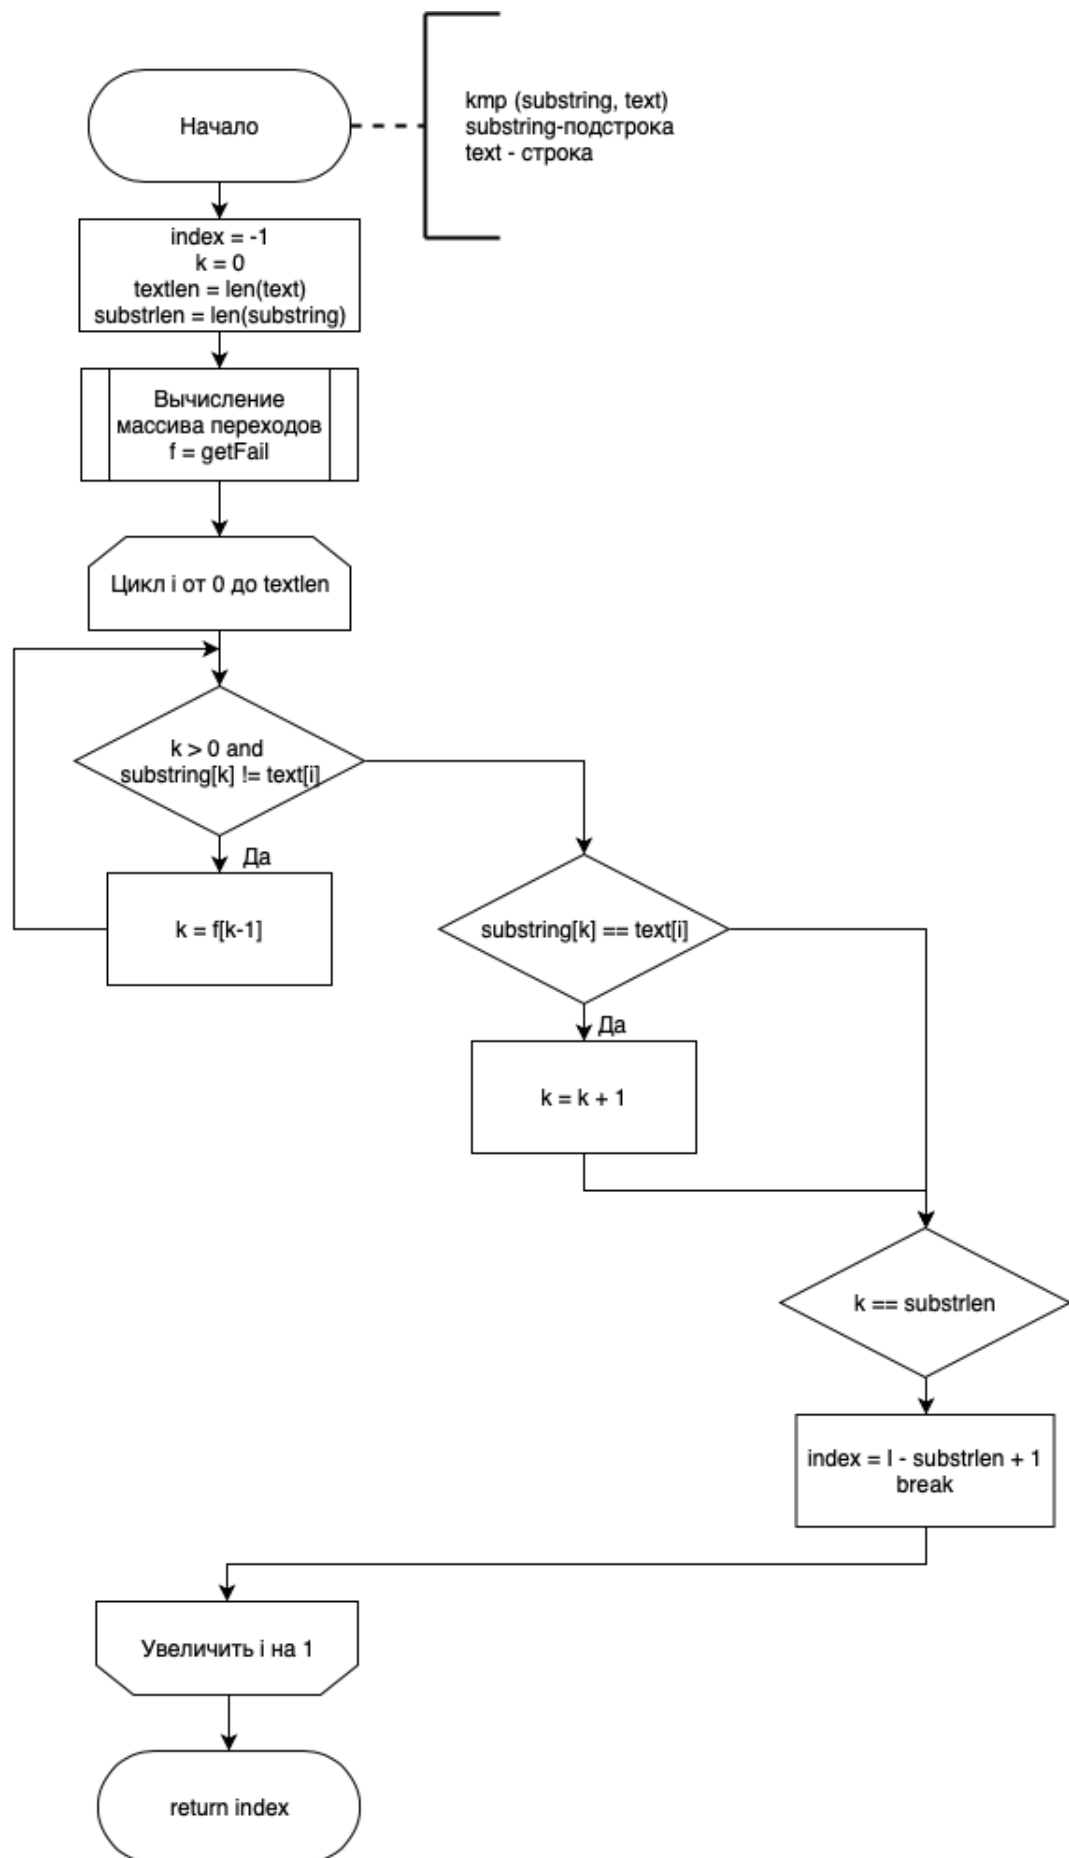 Начало
kmp (substring, text)
substring-подстрока
text - строка
index = -1
k = 0
textlen = len(text)
substrlen = len(substring)
Вычисление
массива переходов
f = getFail
Цикл i от 0 до textlen
k > 0 and
substring[k] != text[i]
Да
k = f[k-1]
substring[k] == text[i]
Да
k = k + 1
k == substrlen
index = I - substrlen + 1
break
Увеличить i на 1
return index